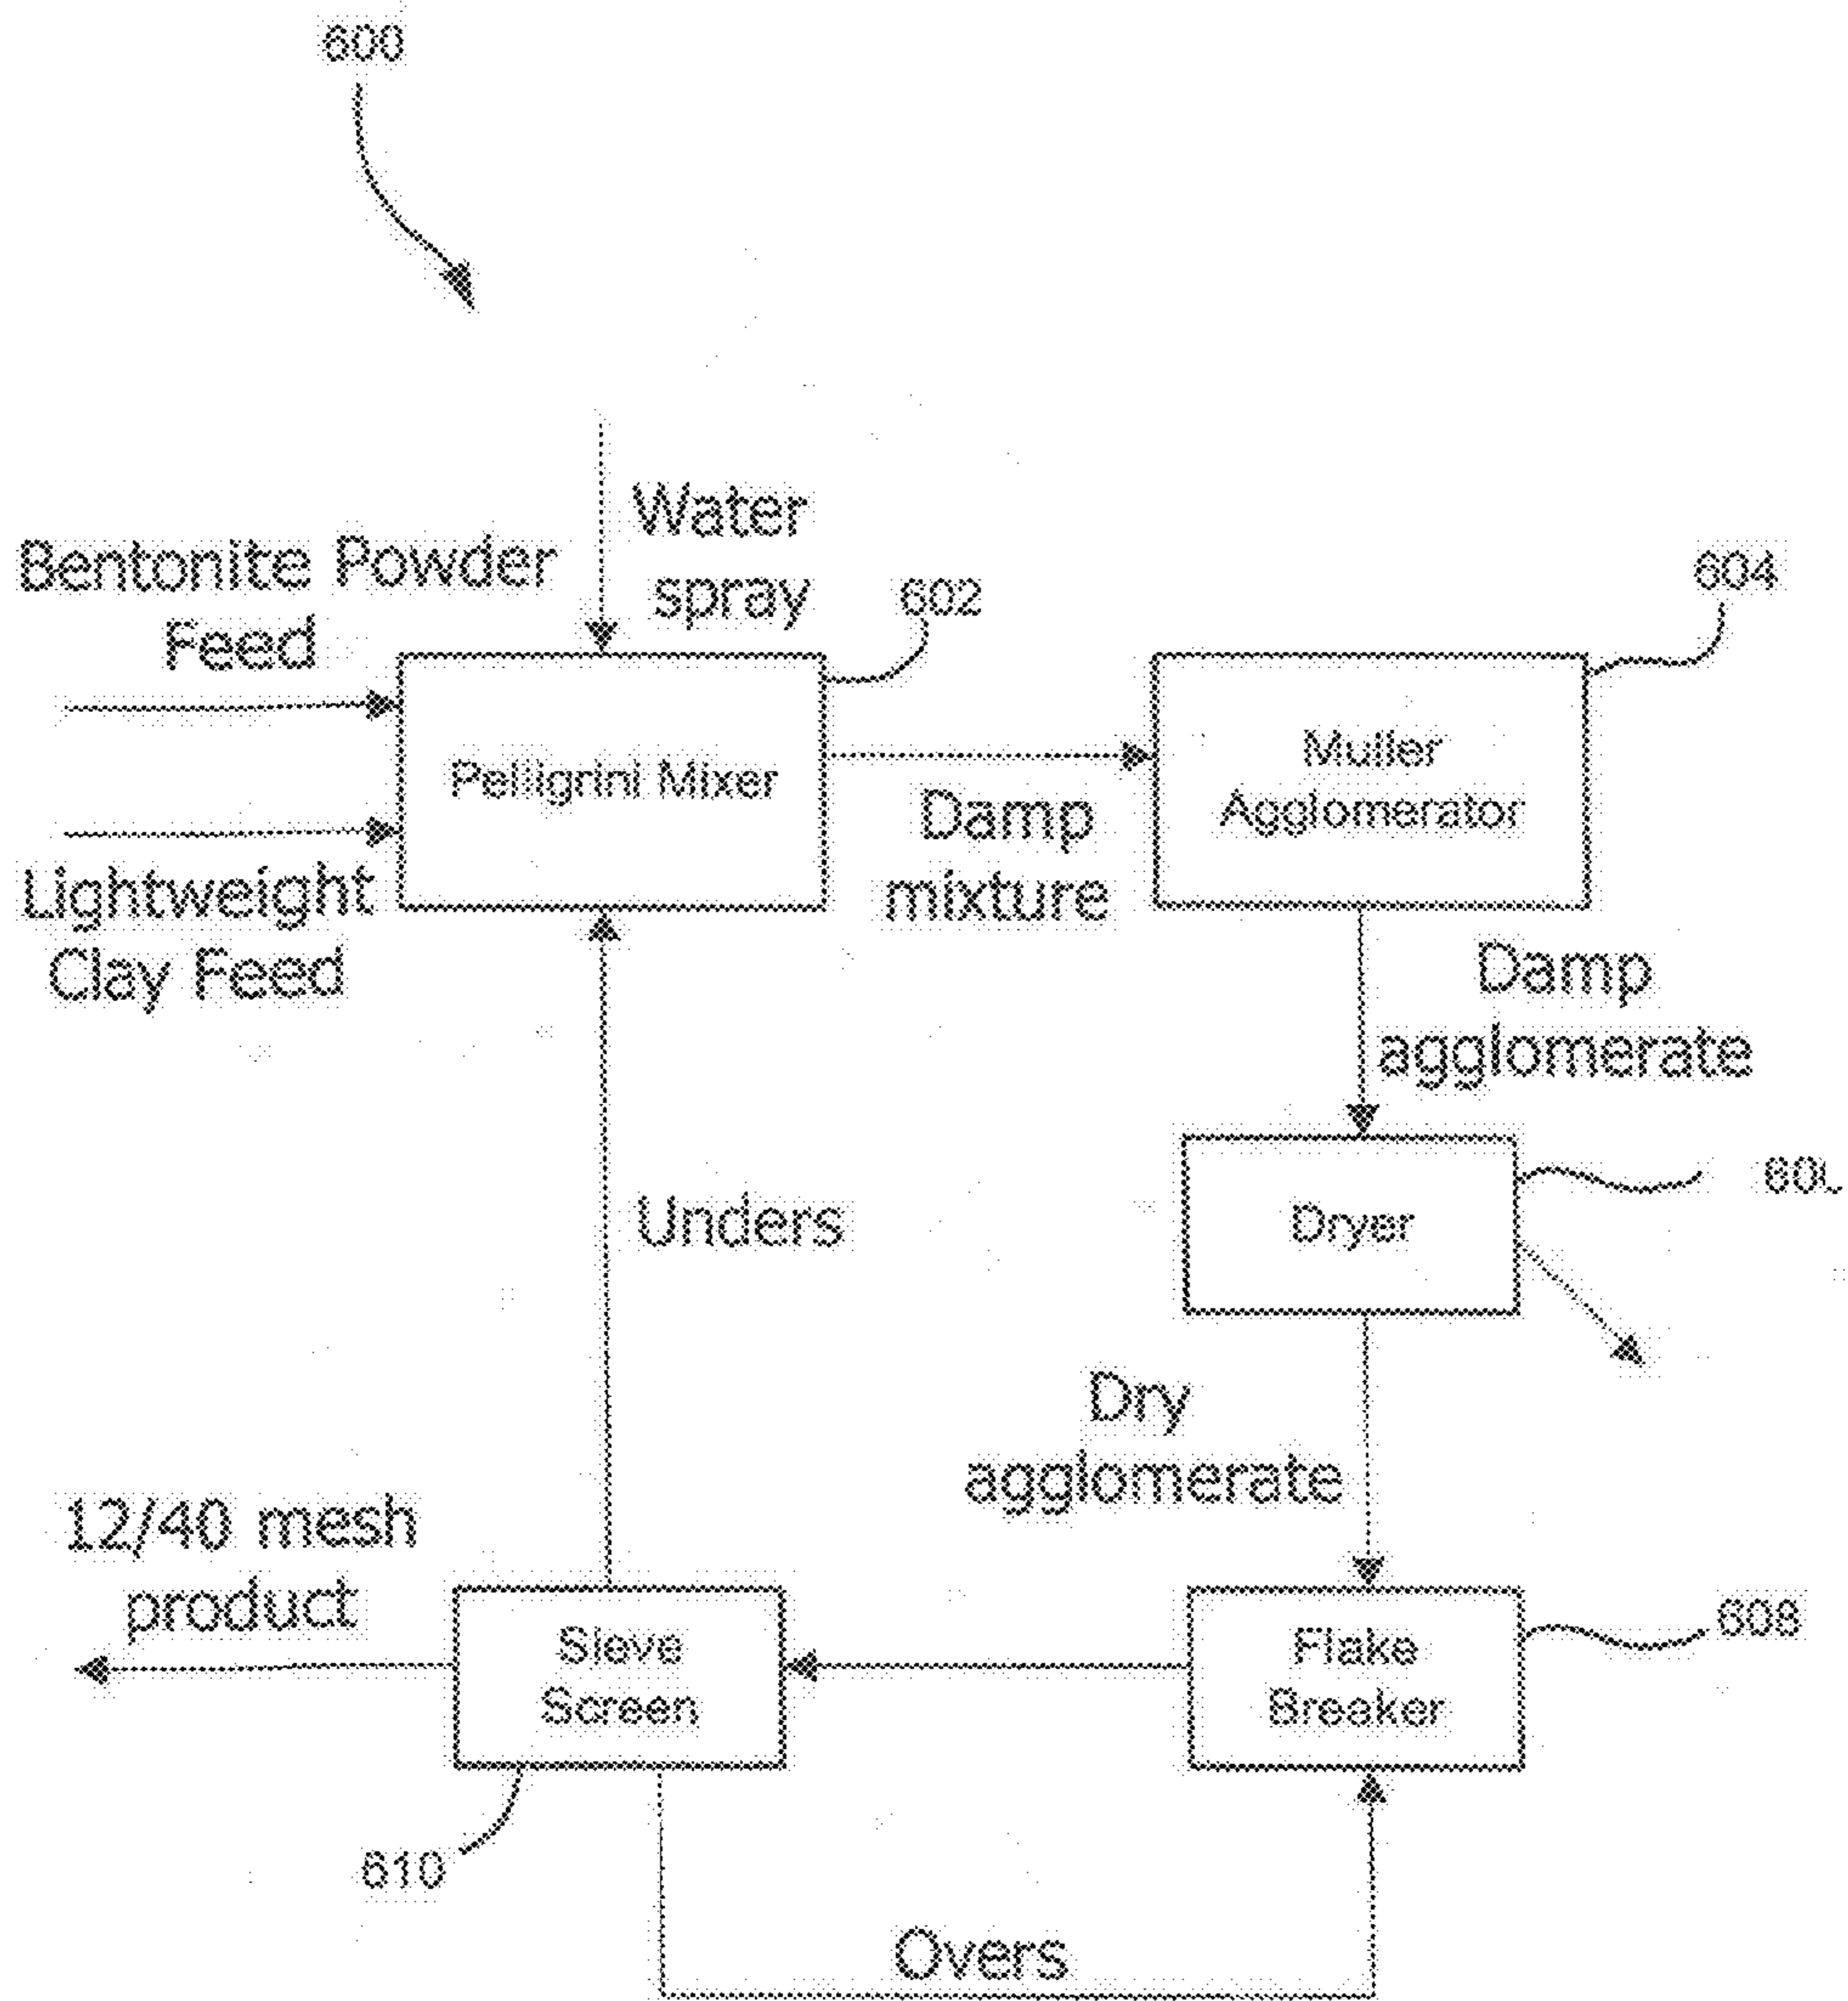 600
Water
spray
Bentonite Powder
Feed
602
604
Pelligrini Mixer
Muller
Agglomerator
Damp
mixture
Lightweight
Clay Feed
Damp
agglomerate
Dryer
Unders
Dry
agglomerate
12/40 mesh
product
Sieve
Screen
Flake
Breaker
608
610
Overs